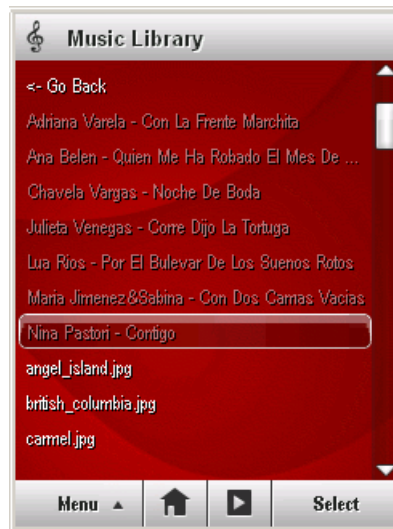 Music Library
<- Go Back
Adriana Varela - Con La Frente Marchita
Ana Belen - Quien Me Ha Robado El Mes De ...
Chavela Vargas - Noche De Boda
Julieta Venegas - Corre Dijo La Tortuga
Lua Rios - Por El Bulevar De Los Suenos Rotos
Maria Jimenez&Sabina - Con Dos Camas Vacias
Nina Pastori - Contigo
angel_island.jpg
british_columbia.jpg
carmel.jpg
Menu
Select